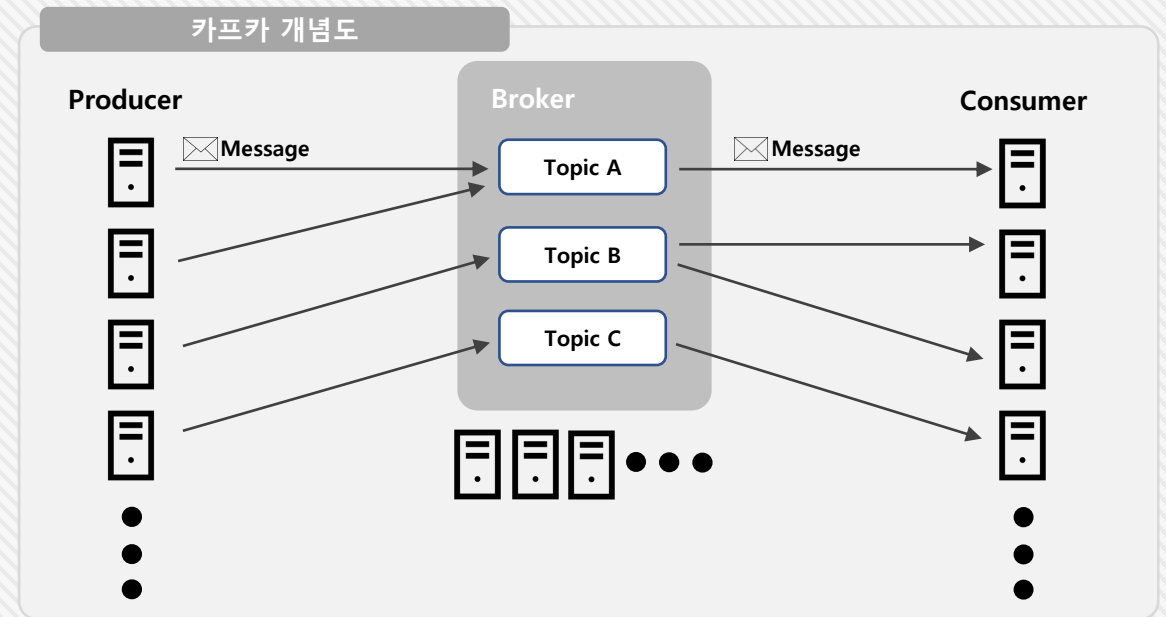 카프카 개념도
Producer
Broker
Consumer
Message
Message
Topic A
Topic B
Topic C